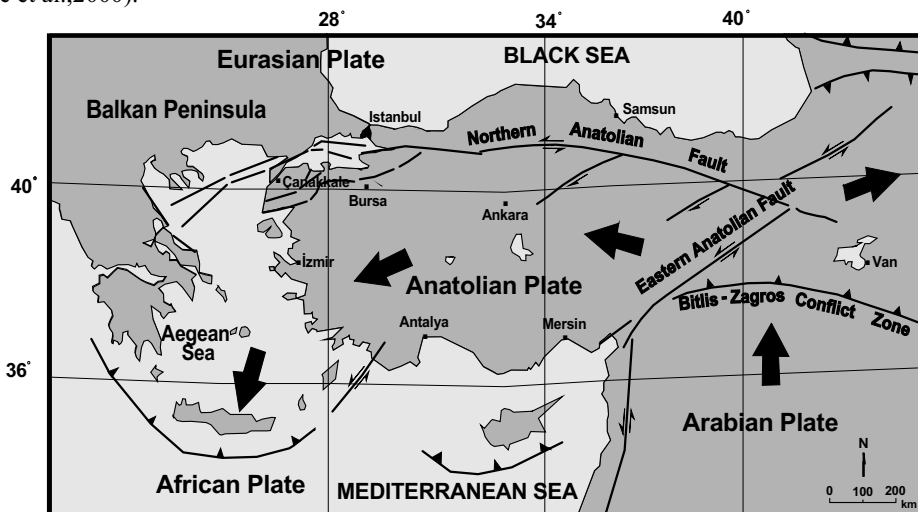 28°
34°
40°
Eurasian Plate
BLACK SEA
Balkan Peninsula
Istanbul
Samsun
Northern Anatolian Fault
40°
Çanakkale
Bursa
Ankara
Eastern Anatolian Fault
İzmir
Van
Anatolian Plate
Bitlis-Zagros Conflict Zone
Aegean
Sea
Antalya
Mersin
36°
Arabian Plate
African Plate
MEDITERRANEAN SEA
N
0 100 200
km